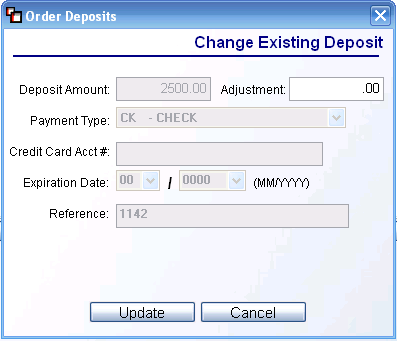 Order Deposits
Change Existing Deposit
Deposit Amount: 2500.00 Adjustment: .00
Payment Type: CK - CHECK
Credit Card Acct #:
Expiration Date: 00 / 0000 (MM/YYYY)
Reference: 1142
Update Cancel